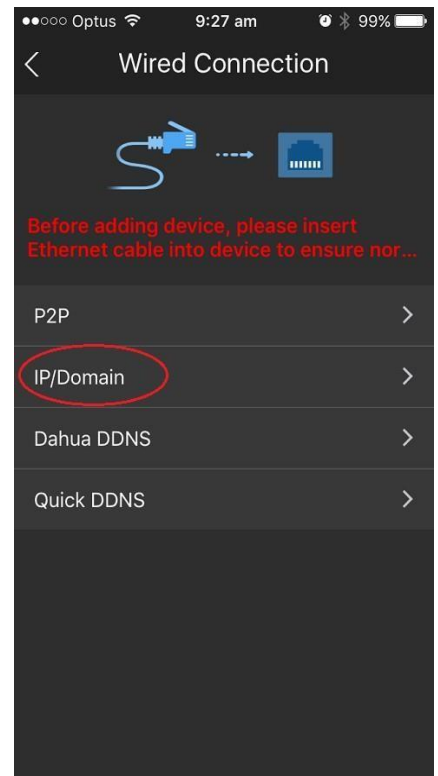 Optus 9:27 am 99%
Wired Connection
Before adding device, please insert
Ethernet cable into device to ensure nor...
P2P
IP/Domain
Dahua DDNS
Quick DDNS